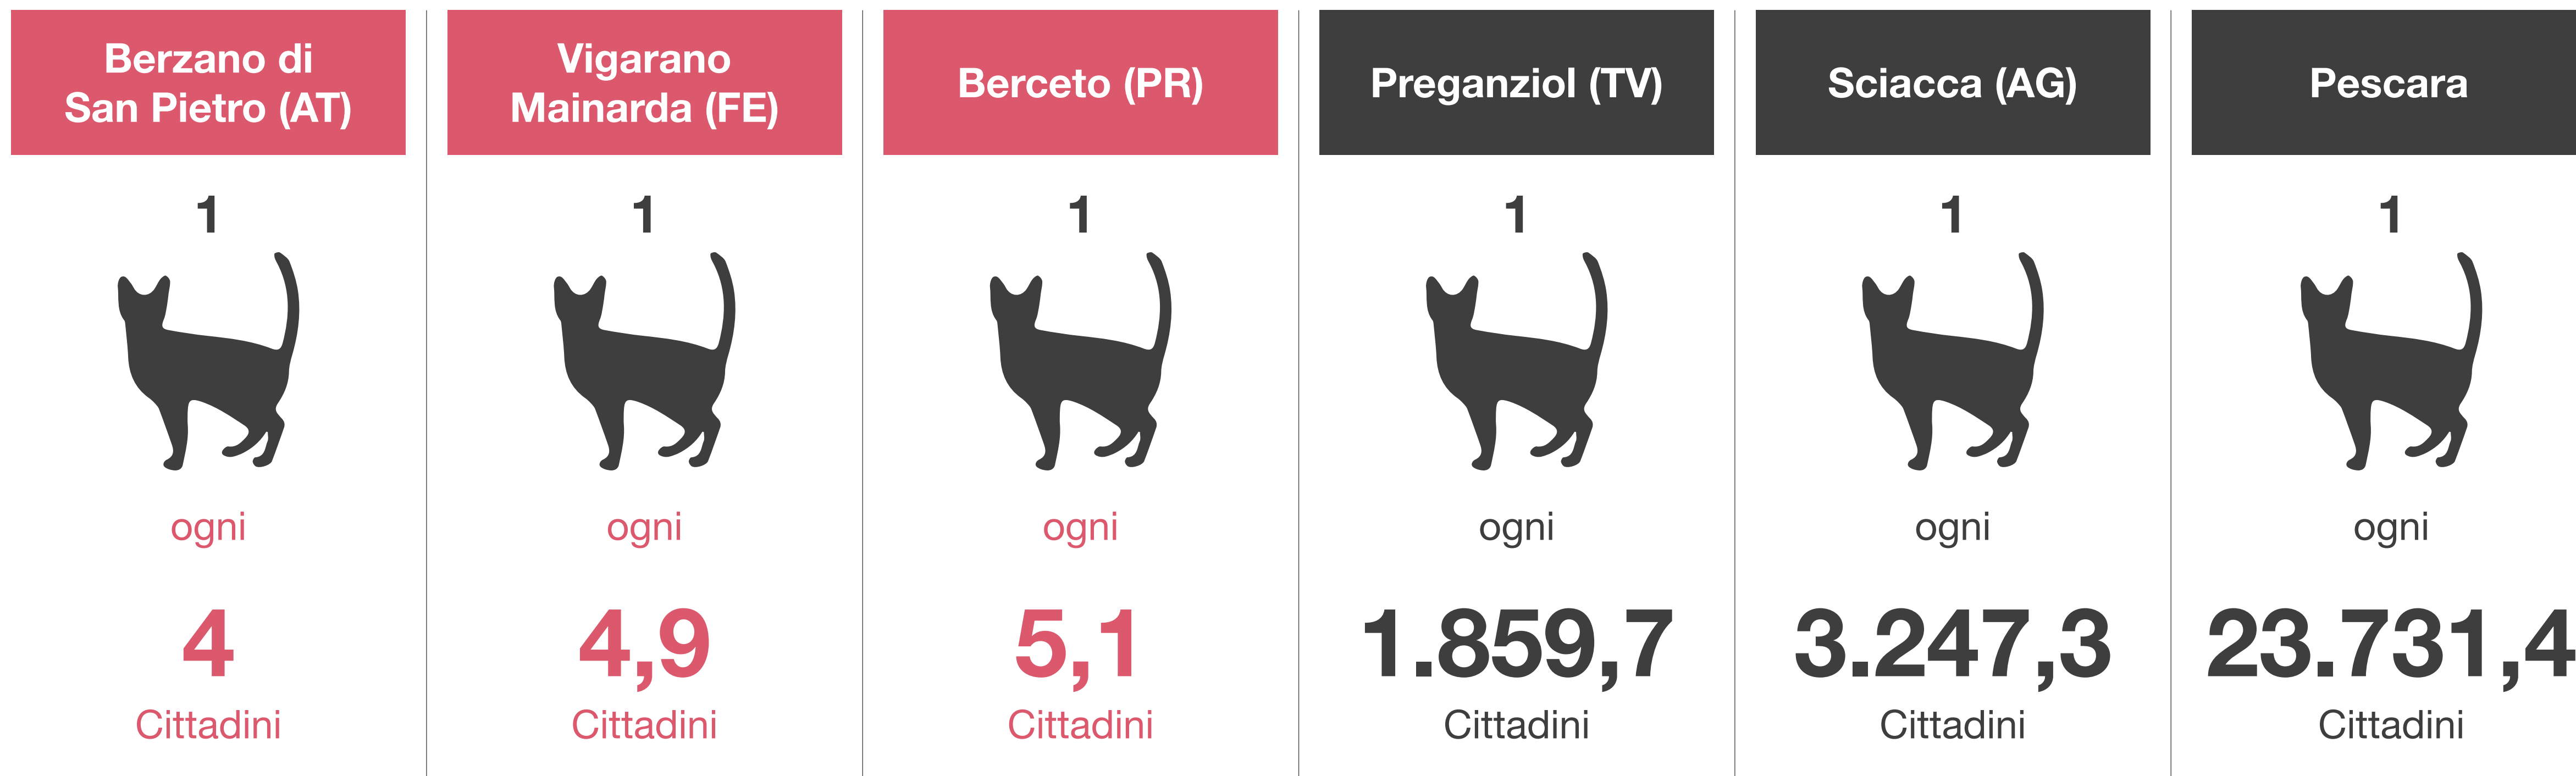 Berzano di
San Pietro (AT)
1
ogni
4
Cittadini
Vigarano
Mainarda (FE)
1
ogni
4,9
Cittadini
Berceto (PR)
1
ogni
5,1
Cittadini
Preganziol (TV)
1
ogni
1.859,7
Cittadini
Sciacca (AG)
1
ogni
3.247,3
Cittadini
Pescara
1
ogni
23.731,4
Cittadini